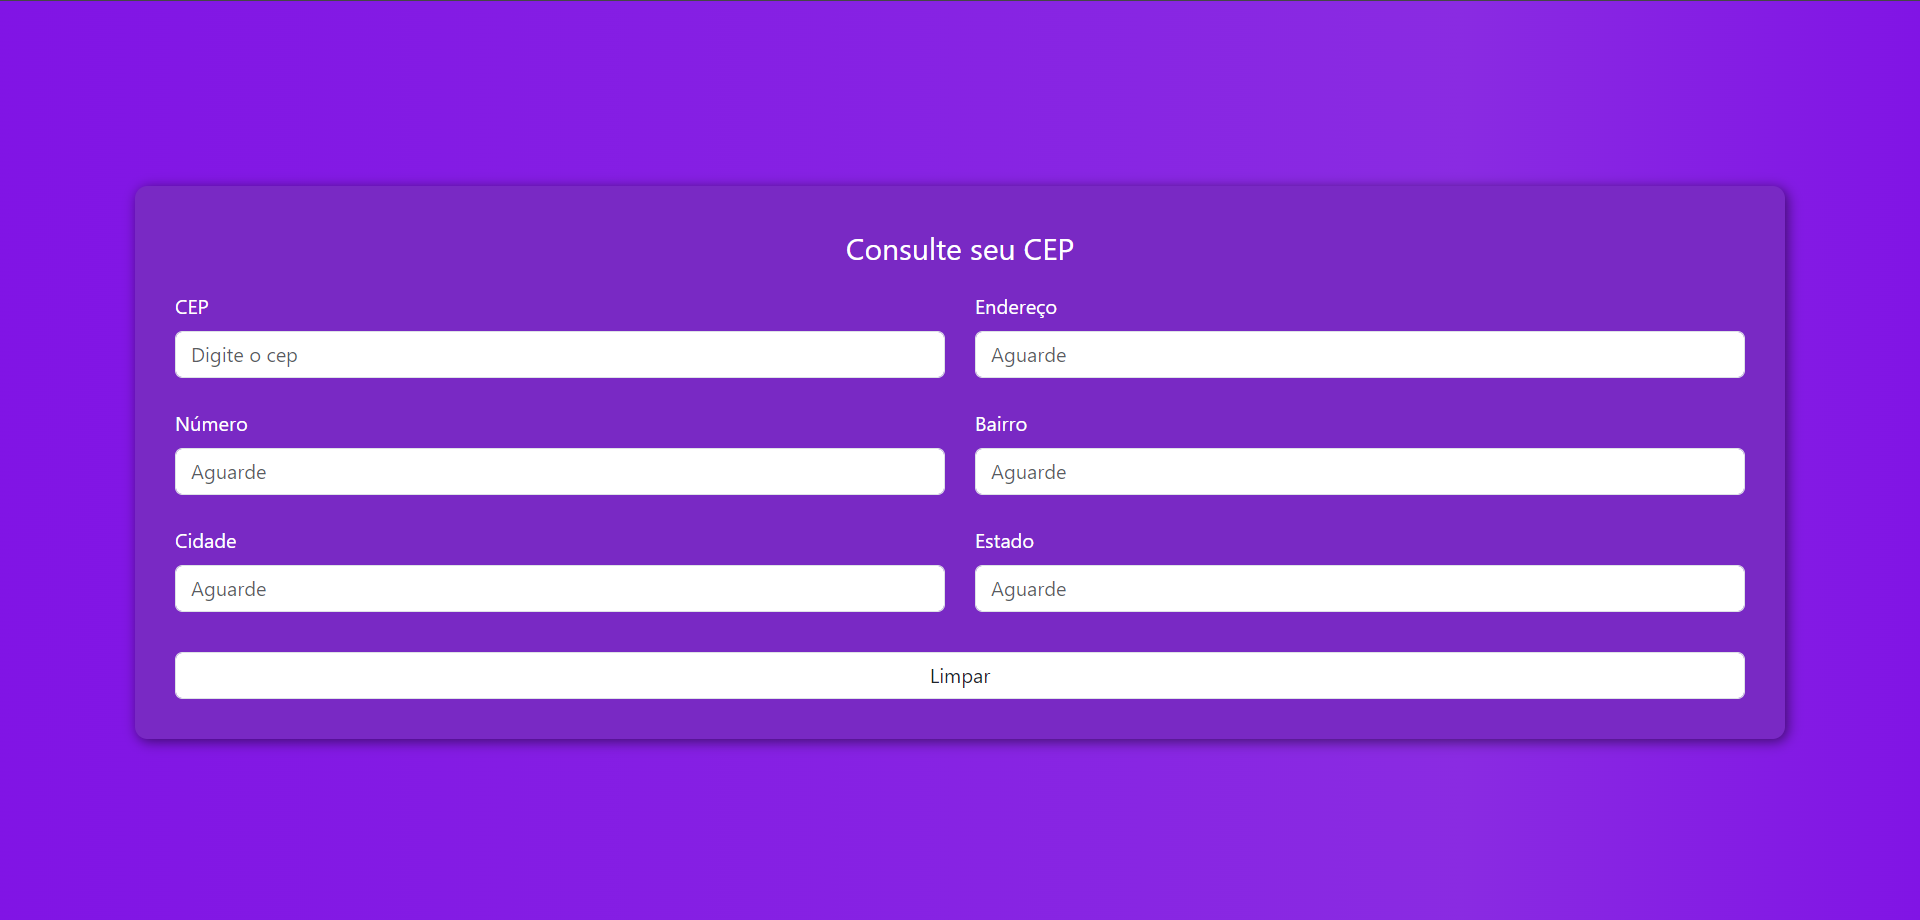 Consulte seu CEP
CEP
Endereço
Digite o cep
Aguarde
Número
Bairro
Aguarde
Aguarde
Cidade
Estado
Aguarde
Aguarde
Limpar